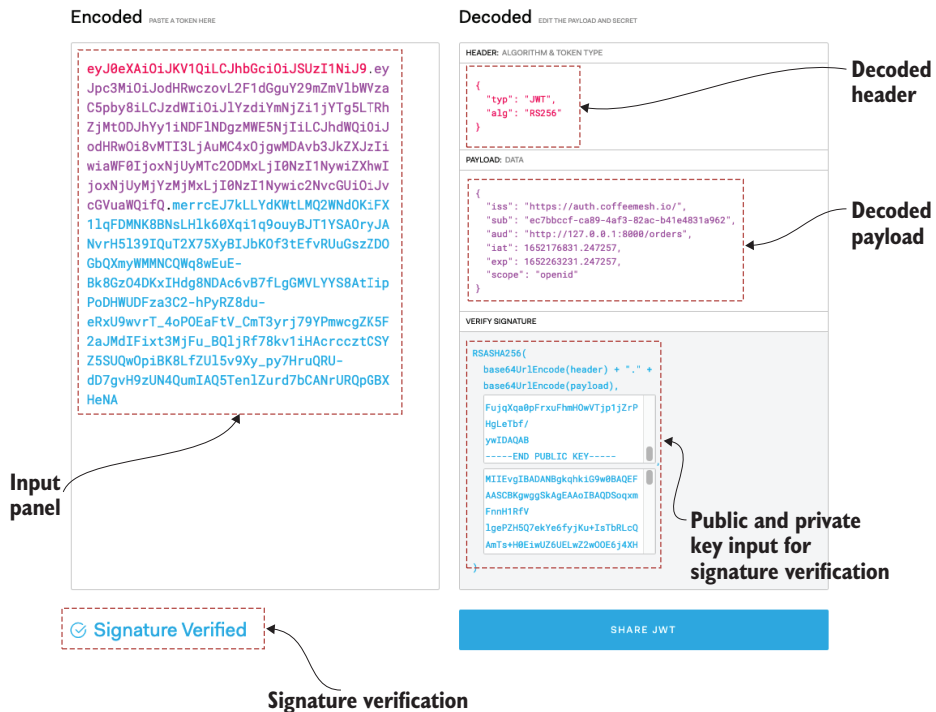 Encoded PASTE A TOKEN HERE
eyJ0eXAiOiJKV1QiLCJhbGciOiJSUzI1NiJ9.ey
Jpc3MiOiJodHRwczovL2F1dGguY29mZmVlbWVza
C5pby8iLCJzdWIiOiJlYzdiYmNjZi1jYTg5LTRh
ZjMtODJhYy1iNDFlNDgzMWE5NjIiLCJhdWQiOiJ
odHRwOi8vMTI3LjAuMC4xOjgwMDAvb3JkZXJzIi
wiaWF0IjoxNjUyMTc2ODMxLjI0NzI1NywiZXhwI
joxNjUyMjYzMjMxLjI0NzI1Nywic2NvcGUiOiJv
cGVuaWQifQ.merrcEJ7kLLYdKWtLMQ2WNdOKiFX
1lqFDMNK8BNsLHlk60Xqi1q9ouyBJT1YSAOryJA
NvrH5l39IQuT2X75XyBIJbKOf3tEfvRUuGszZDO
GbQXmyWMMNCQWq8wEuE-
Bk8GzO4DKxIHdg8NDAc6vB7fLgGMVLYYS8AtIip
PoDHWUDFza3C2-hPyRZ8du-
eRxU9wvrT_4oPOEaFtV_CmT3yrj79YPmwcgZK5F
2aJMdIFixt3MjFu_BQljRf78kv1iHAcrccztCSY
Z5SUQwOpiBK8LfZUl5v9Xy_py7HruQRU-
dD7gvH9zUN4QumIAQ5TenlZurd7bCANrURQpGBX
HeNA
Input
panel
Signature Verified
Signature verification
Decoded EDIT THE PAYLOAD AND SECRET
HEADER: ALGORITHM & TOKEN TYPE
{
"typ": "JWT",
"alg": "RS256"
}
Decoded
header
PAYLOAD: DATA
{
"iss": "https://auth.coffeemesh.io/",
"sub": "ec7bbccf-ca89-4af3-82ac-b41e4831a962",
"aud": "http://127.0.0.1:8000/orders",
"iat": 1652176831.247257,
"exp": 1652263231.247257,
"scope": "openid"
}
Decoded
payload
VERIFY SIGNATURE
RSASHA256(
base64UrlEncode(header) + "." +
base64UrlEncode(payload),
FujqXqa0pFrxuFhmHOwVTjp1jZrP
HgLeTbf/
ywIDAQAB
-----END PUBLIC KEY-----
,
MIIEvgIBADANBgkqhkiG9w0BAQEF
AASCBKgwggSkAgEAAoIBAQDSoqxm
FnnH1RfV
lgePZH5Q7ekYe6fyjKu+IsTbRLcQ
AmTs+H0EiwUZ6UELwZ2wOOE6j4XH
)
Public and private
key input for
signature verification
SHARE JWT